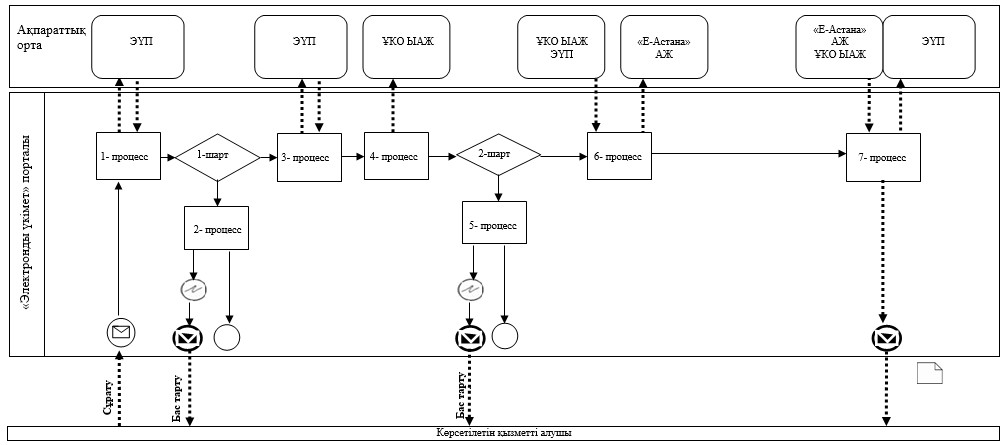 Ақпараттық
орта
ЭҮП
ЭҮП
ҰКО ЫАЖ
ҰКО ЫАЖ
ЭҮП
«Е-Астана»
АЖ
«Е-Астана»
АЖ
ҰКО ЫАЖ
ЭҮП
«Электронды үкімет» порталы
1- процесс
1-шарт
3- процесс
4- процесс
2-шарт
6- процесс
7- процесс
2- процесс
5- процесс
Сұрату
Бас тарту
Бас тарту
Көрсетілетін қызметті алушы